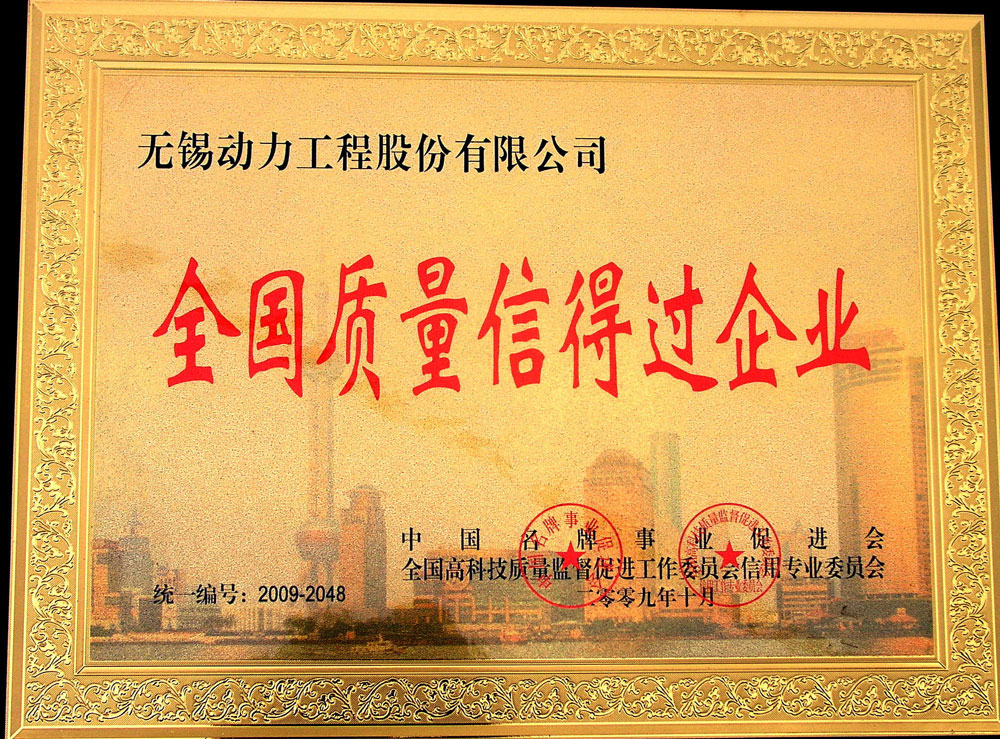 无锡动力工程股份有限公司
全国质量信得过企业
中国名牌事业促进会
全国高科技质量监督促进工作委员会信用专业委员会
统一编号：2009-2048
二零零九年十月